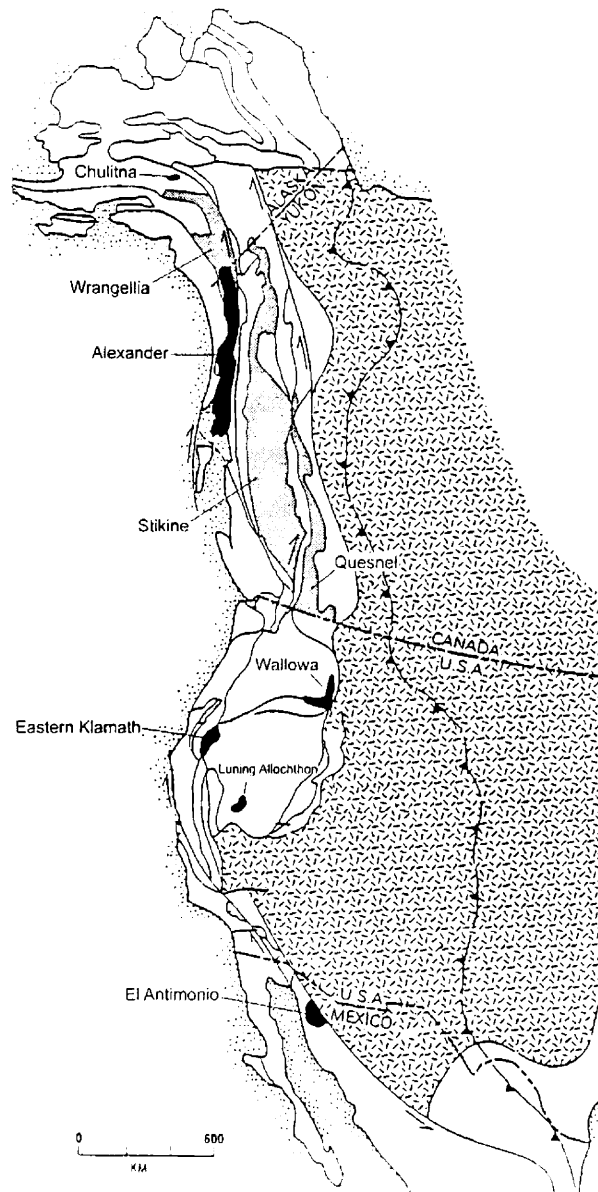 Chulitna
U.S.A.
YUKON
Wrangellia
Alexander
Stikine
Quesnel
CANADA
U.S.A.
Wallowa
Eastern Klamath
Luning Allochthon
El Antimonio
U.S.A.
MEXICO
0 600
KM